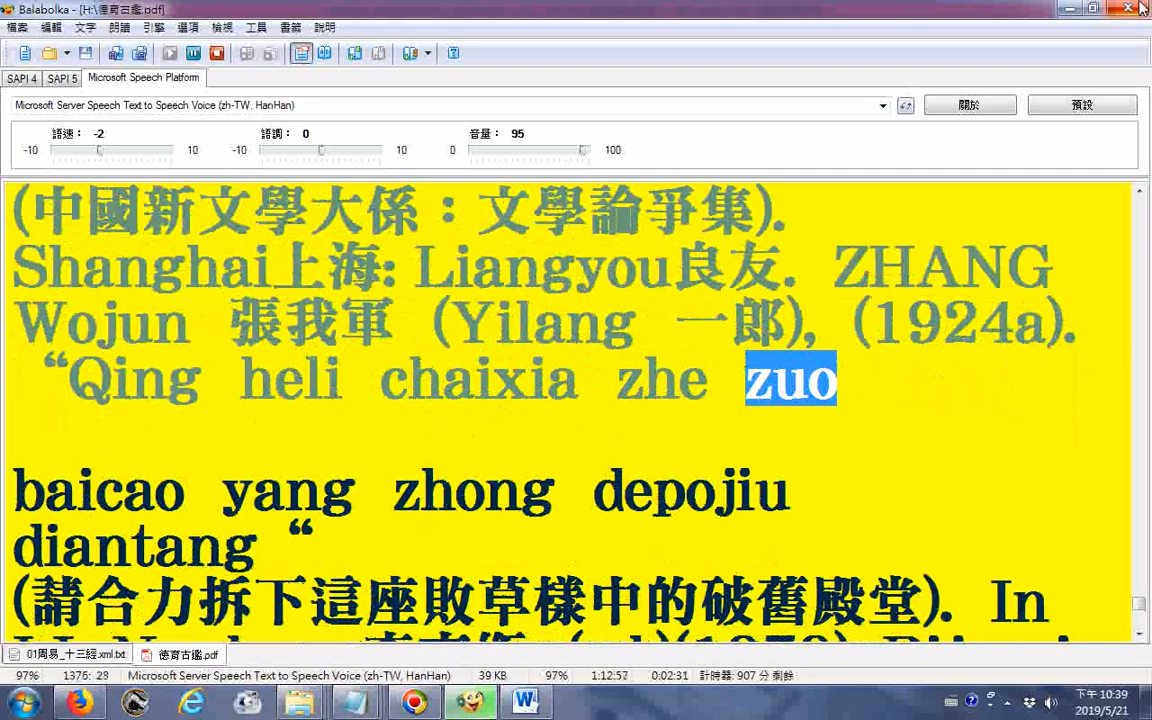 Balabolka - [H:\德育古鑑.pdf]
檔案 編輯 文字 朗讀 引擎 選項 檢視 工具 書籤 說明
SAPI 4 SAPI 5 Microsoft Speech Platform
Microsoft Server Speech Text to Speech Voice (zh-TW, HanHan) 關於 預設
語速： -2 語調： 0 音量： 95
-10 10 -10 10 0 100
(中國新文學大係：文學論爭集).
Shanghai上海: Liangyou良友. ZHANG
Wojun 張我軍 (Yilang 一郎), (1924a).
“Qing heli chaixia zhe zuo
baicao yang zhong depojiu
diantang “
(請合力拆下這座敗草樣中的破舊殿堂). In
01周易_十三經.xml.txt 德育古鑑.pdf
97% 1376: 28 Microsoft Server Speech Text to Speech Voice (zh-TW, HanHan) 39 KB 97% 1:12:57 0:02:31 計時器: 907 分 剩餘
下午 10:39
2019/5/21